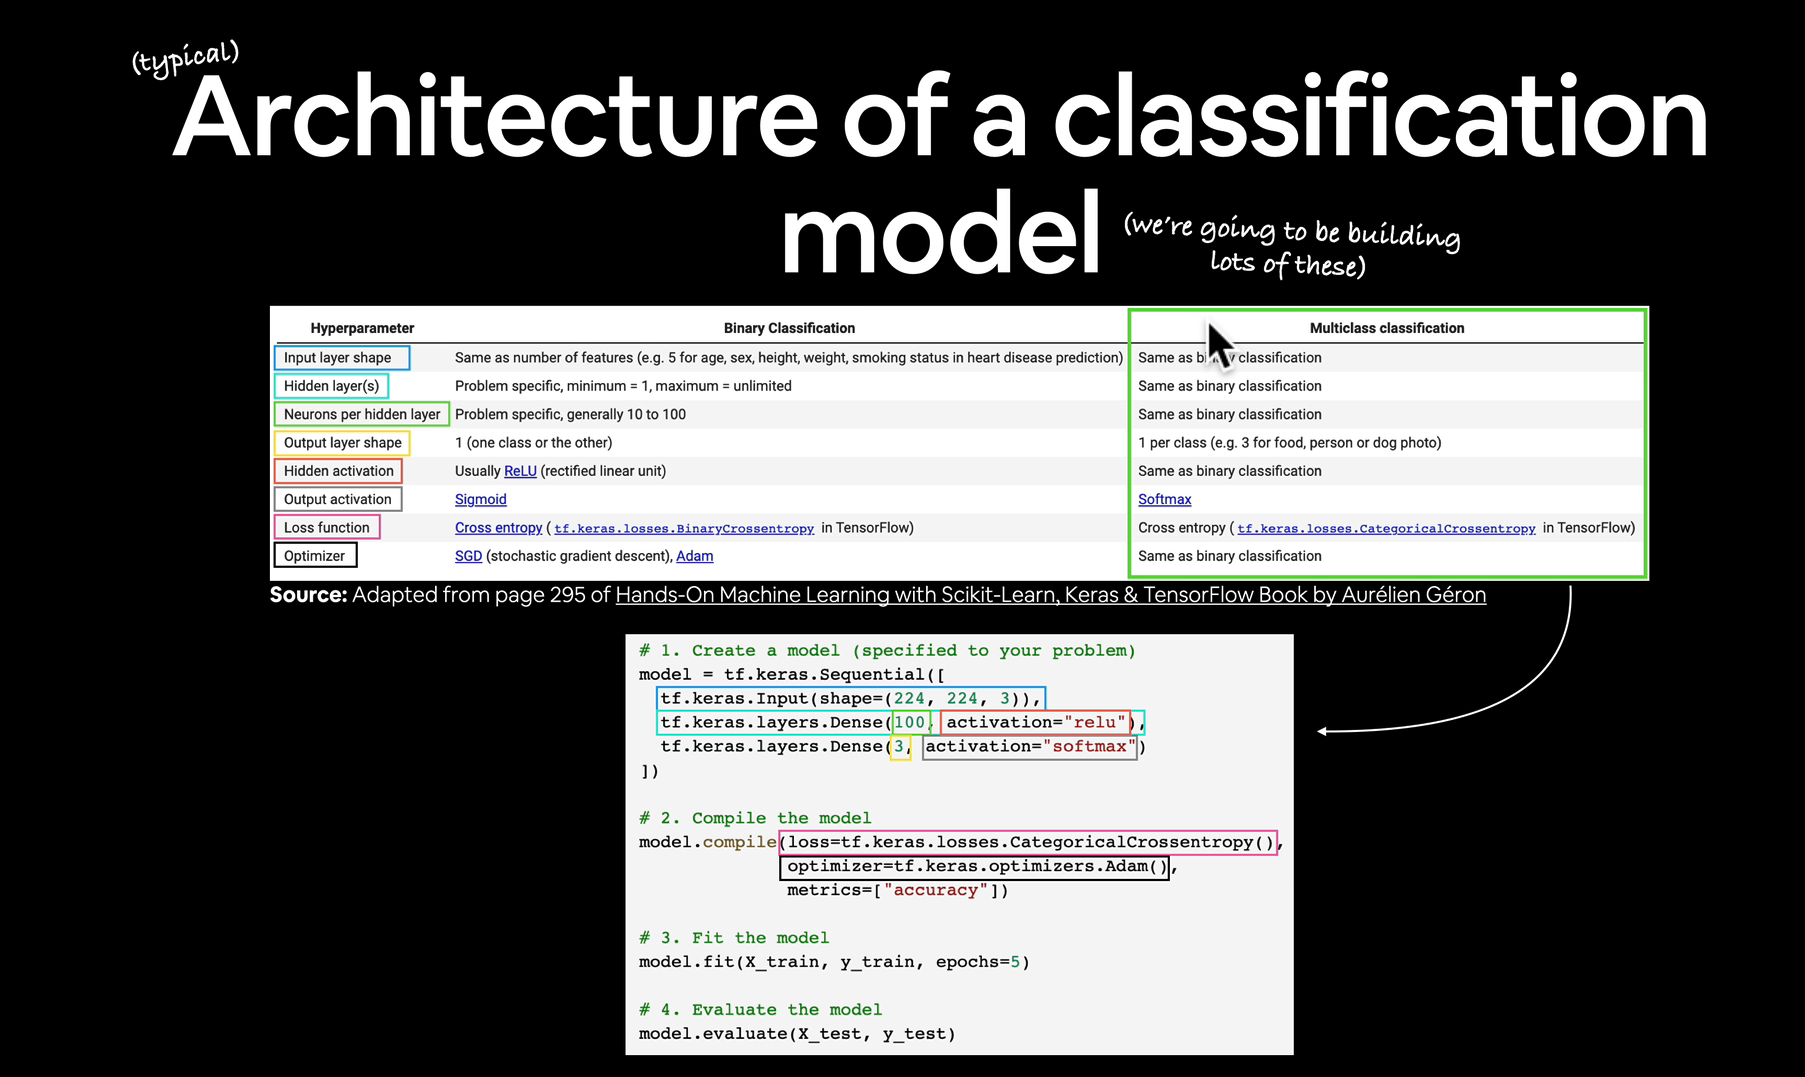 (typical)
Architecture of a classification
model
(we're going to be building
lots of these)
Hyperparameter Binary Classification Multiclass classification
Input layer shape Same as number of features (e.g. 5 for age, sex, height, weight, smoking status in heart disease prediction) Same as binary classification
Hidden layer(s) Problem specific, minimum = 1, maximum = unlimited Same as binary classification
Neurons per hidden layer Problem specific, generally 10 to 100 Same as binary classification
Output layer shape 1 (one class or the other) 1 per class (e.g. 3 for food, person or dog photo)
Hidden activation Usually ReLU (rectified linear unit) Same as binary classification
Output activation Sigmoid Softmax
Loss function Cross entropy (tf.keras.losses.BinaryCrossentropy in TensorFlow) Cross entropy (tf.keras.losses.CategoricalCrossentropy in TensorFlow)
Optimizer SGD (stochastic gradient descent), Adam Same as binary classification
Source: Adapted from page 295 of Hands-On Machine Learning with Scikit-Learn, Keras & TensorFlow Book by Aurélien Géron
# 1. Create a model (specified to your problem)
model = tf.keras.Sequential([
  tf.keras.Input(shape=(224, 224, 3)),
  tf.keras.layers.Dense(100, activation="relu"),
  tf.keras.layers.Dense(3, activation="softmax")
])
# 2. Compile the model
model.compile(loss=tf.keras.losses.CategoricalCrossentropy(),
              optimizer=tf.keras.optimizers.Adam(),
              metrics=["accuracy"])
# 3. Fit the model
model.fit(X_train, y_train, epochs=5)
# 4. Evaluate the model
model.evaluate(X_test, y_test)